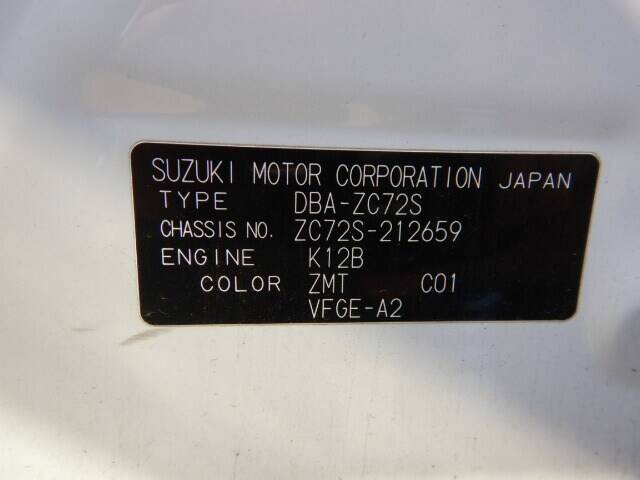 SUZUKI MOTOR CORPORATION JAPAN
TYPE DBA-ZC72S
CHASSIS NO. ZC72S-212659
ENGINE K12B
COLOR ZMT C01
VFGE-A2